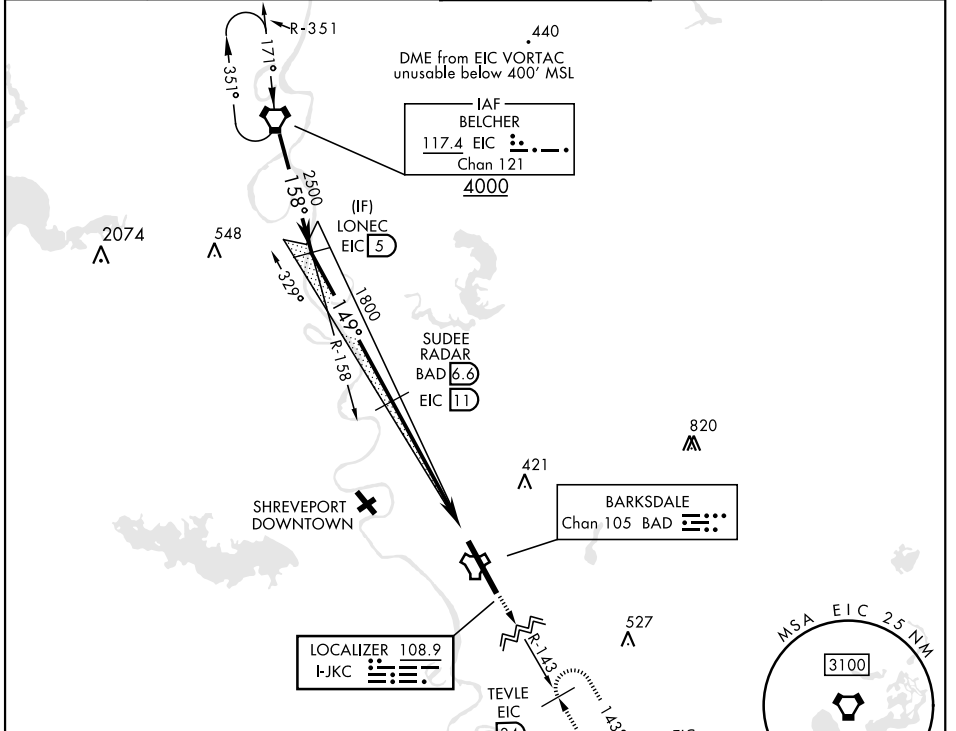 R-351
171°
351°
440
DME from EIC VORTAC
unusable below 400' MSL
IAF
BELCHER
117.4 EIC
Chan 121
4000
2500
158°
(IF)
LONEC
EIC 5
2074
548
329°
1800
149°
R-158
SUDEE
RADAR
BAD 6.6
EIC 11
820
421
SHREVEPORT
DOWNTOWN
BARKSDALE
Chan 105 BAD
LOCALIZER 108.9
I-JKC
R-143
527
TEVLE
EIC
143°
MSA EIC 25 NM
3100